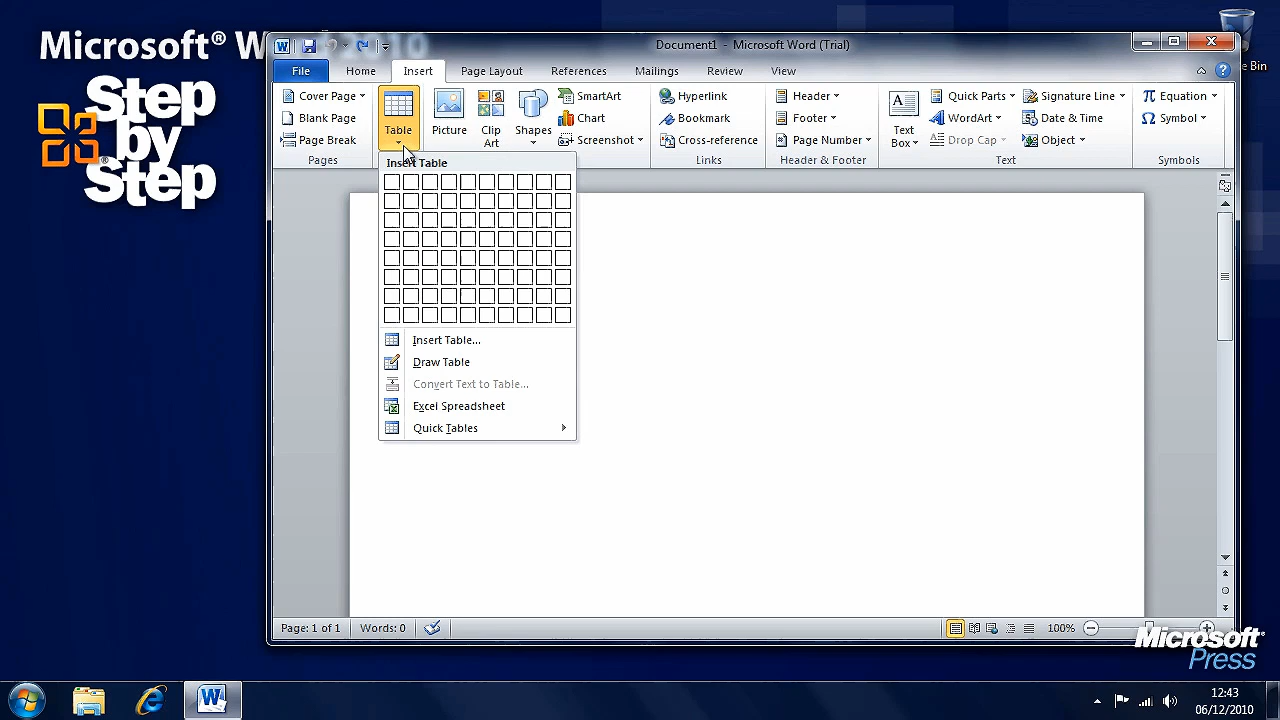 Microsoft® W 2010
Step
by
Step
®
Document1 - Microsoft Word (Trial)
File Home Insert Page Layout References Mailings Review View
Cover Page
Blank Page
Page Break
Pages
Table
Picture
Clip
Art
Shapes
SmartArt
Chart
Screenshot
Hyperlink
Bookmark
Cross-reference
Links
Header
Footer
Page Number
Header & Footer
Text
Box
Quick Parts
WordArt
Drop Cap
Signature Line
Date & Time
Object
Text
Equation
Symbol
Symbols
Insert Table
Insert Table...
Draw Table
Convert Text to Table...
Excel Spreadsheet
Quick Tables
Page: 1 of 1 Words: 0
100%
Bin
Microsoft®
Press
12:43
06/12/2010